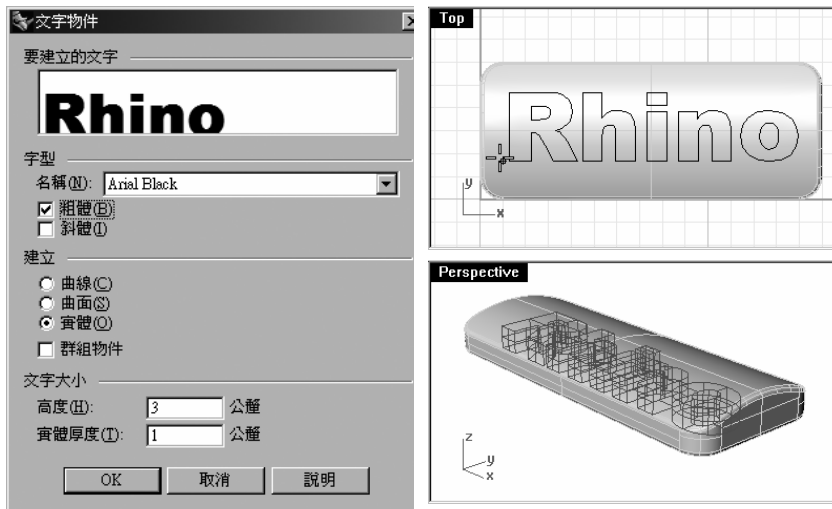 文字物件
要建立的文字
Rhino
字型
名稱(N): Arial Black
粗體(B)
斜體(I)
建立
曲線(C)
曲面(S)
實體(O)
群組物件
文字大小
高度(H): 3 公釐
實體厚度(T): 1 公釐
OK 取消 說明
Top
Rhino
y
x
Perspective
z
y
x